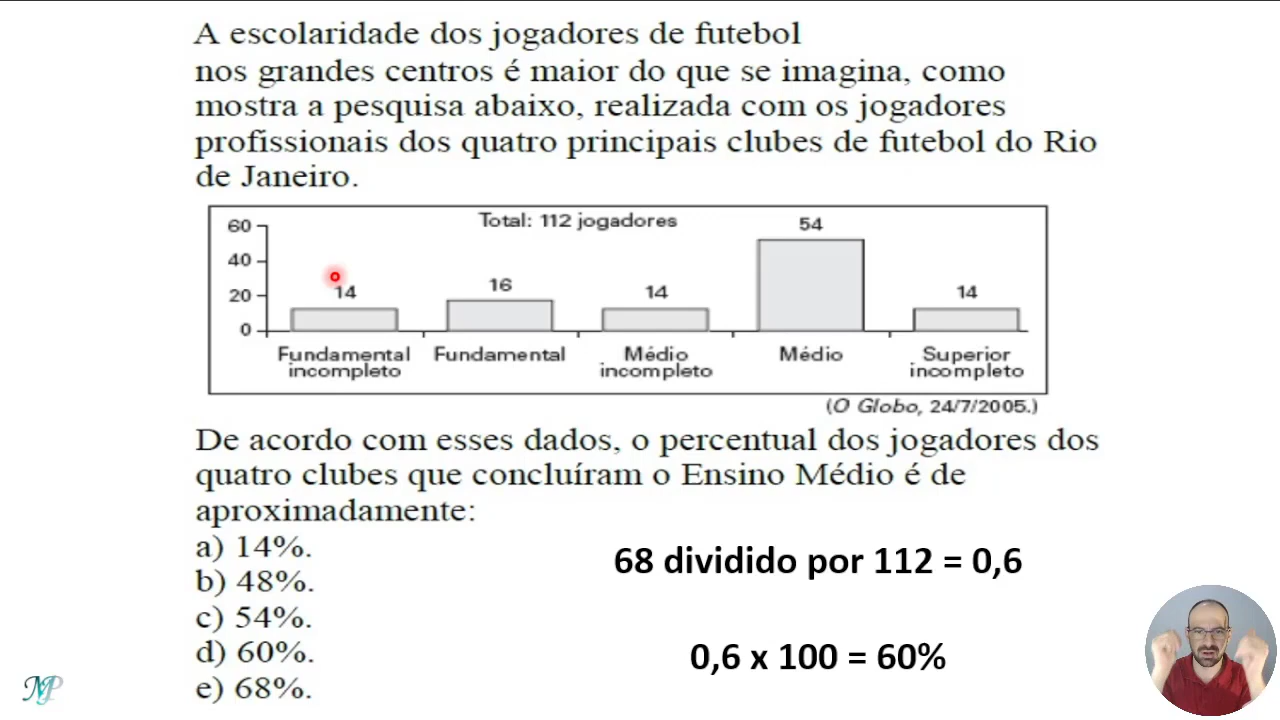 A escolaridade dos jogadores de futebol
nos grandes centros é maior do que se imagina, como
mostra a pesquisa abaixo, realizada com os jogadores
profissionais dos quatro principais clubes de futebol do Rio
de Janeiro.
Total: 112 jogadores
60
40
20
0
14
16
14
54
14
Fundamental
incompleto
Fundamental
Médio
incompleto
Médio
Superior
incompleto
(O Globo, 24/7/2005.)
De acordo com esses dados, o percentual dos jogadores dos
quatro clubes que concluíram o Ensino Médio é de
aproximadamente:
a) 14%.
b) 48%.
c) 54%.
d) 60%.
e) 68%.
68 dividido por 112 = 0,6
0,6 x 100 = 60%
MP